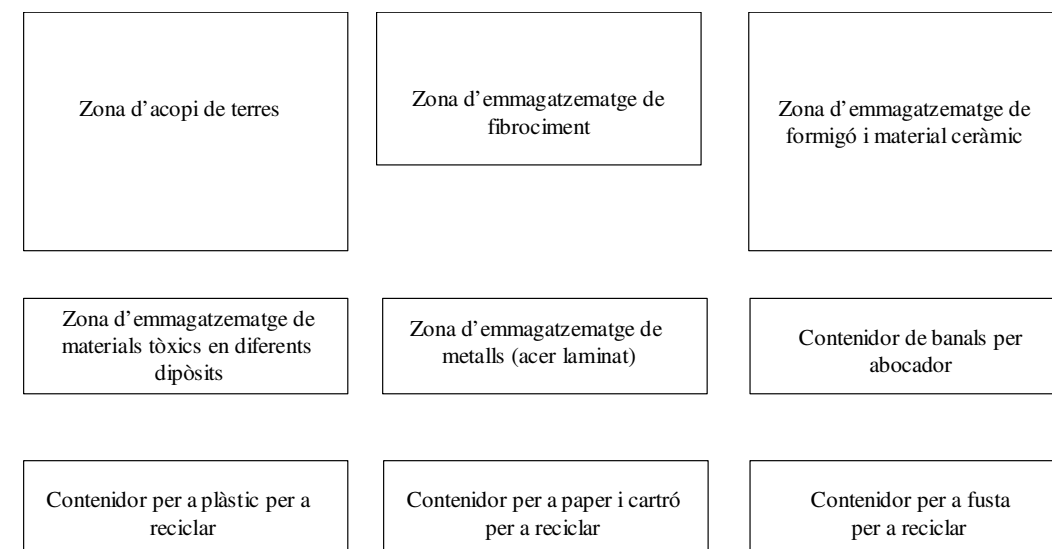 Zona d’acopi de terres
Zona d’emmagatzematge de
fibrociment
Zona d’emmagatzematge de
formigó i material ceràmic
Zona d’emmagatzematge de
materials tòxics en diferents
dipòsits
Zona d’emmagatzematge de
metalls (acer laminat)
Contenidor de banals per
abocador
Contenidor per a plàstic per a
reciclar
Contenidor per a paper i cartró
per a reciclar
Contenidor per a fusta
per a reciclar